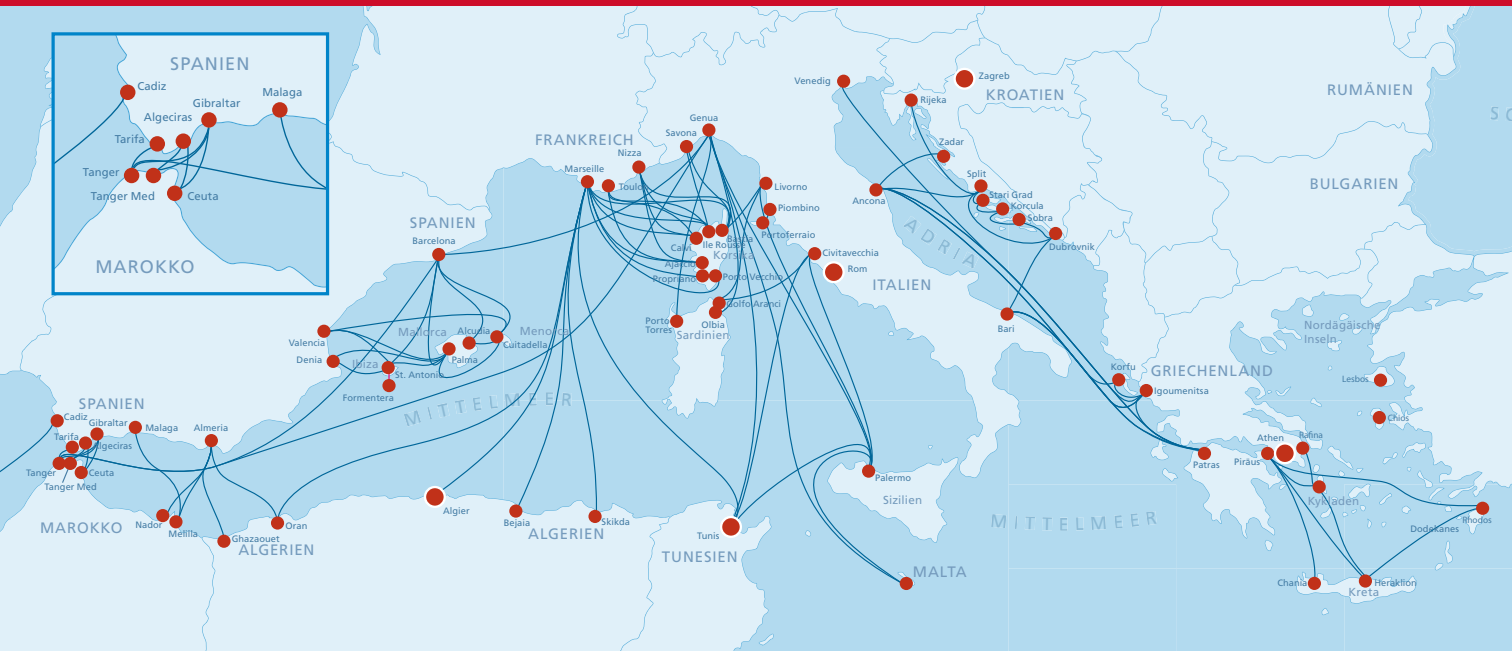 SPANIEN
Cadiz
Malaga
Gibraltar
Algeciras
Tarifa
Tanger
Tanger Med
Ceuta
MAROKKO
Venedig
Zagreb
KROATIEN
Rijeka
RUMÄNIEN
Genua
Savona
FRANKREICH
Nizza
Zadar
Marseille
Split
BULGARIEN
Livorno
Stari Grad
Ancona
Korcula
Piombino
Sobra
SPANIEN
Portoferraio
Barcelona
Bastia
Calvi
Ile Rousse
Korsika
Dubrovnik
ADRIA
Civitavecchia
Rom
Ajaccio
Propriano
Porto Vecchio
ITALIEN
Golfo Aranci
Porto
Torres
Olbia
Sardinien
Bari
Nordägäische
Inseln
Valencia
Mallorca
Alcudia
Menorca
Cuitadella
Denia
Ibiza
Palma
St. Antonio
Formentera
Korfu
GRIECHENLAND
Igoumenitsa
Lesbos
MITTELMEER
SPANIEN
Cadiz
Gibraltar
Malaga
Almeria
Tarifa
Algeciras
Tanger
Ceuta
Tanger Med
Chios
Athen
Rafina
Piräus
Patras
Palermo
Sizilien
Kykladen
Algier
Bejaia
Skikda
MAROKKO
Nador
Melilla
Ghazaouet
Oran
ALGERIEN
ALGERIEN
Tunis
TUNESIEN
MITTELMEER
Rhodos
Dodekanes
MALTA
Chania
Heraklion
Kreta